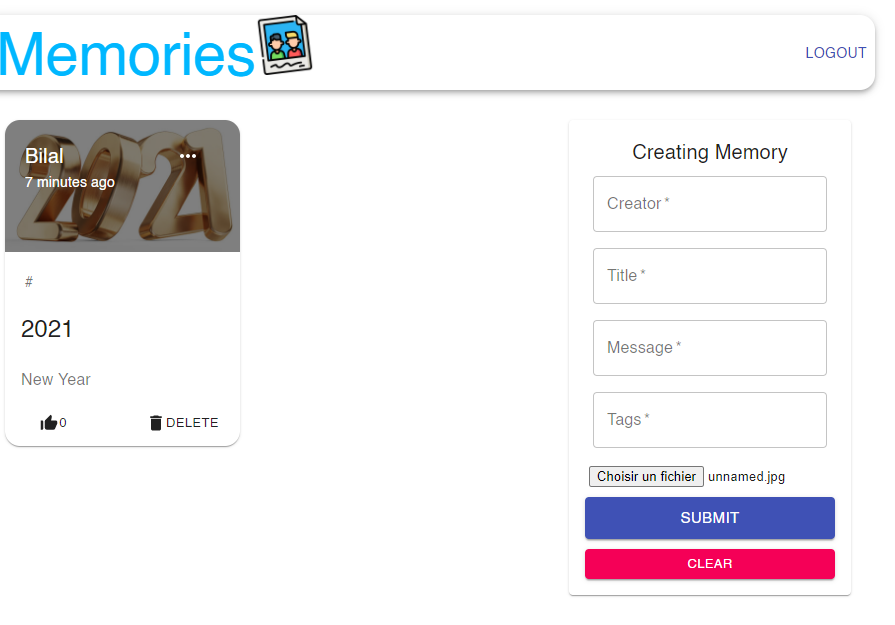 Memories
LOGOUT
2021
Bilal
7 minutes ago
#
2021
New Year
0
DELETE
Creating Memory
Creator *
Title *
Message *
Tags *
Choisir un fichier unnamed.jpg
SUBMIT
CLEAR